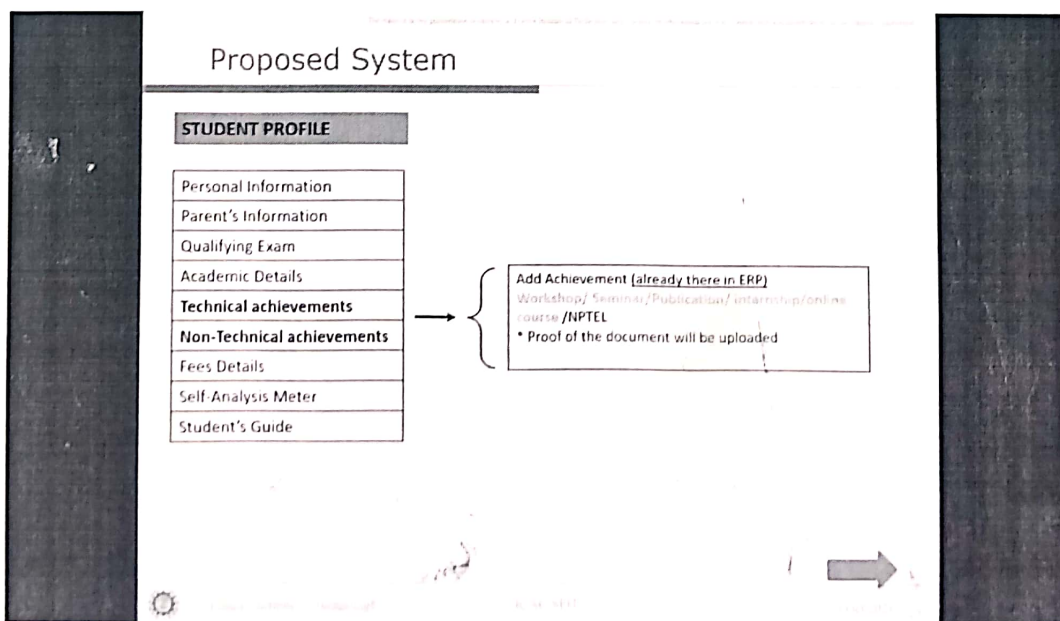 Proposed System
STUDENT PROFILE
Personal Information
Parent's Information
Qualifying Exam
Academic Details
Technical achievements
Non-Technical achievements
Fees Details
Self-Analysis Meter
Student's Guide
Add Achievement (already there in ERP)
Workshop/ Seminar/Publication/ internship/online
course /NPTEL
* Proof of the document will be uploaded